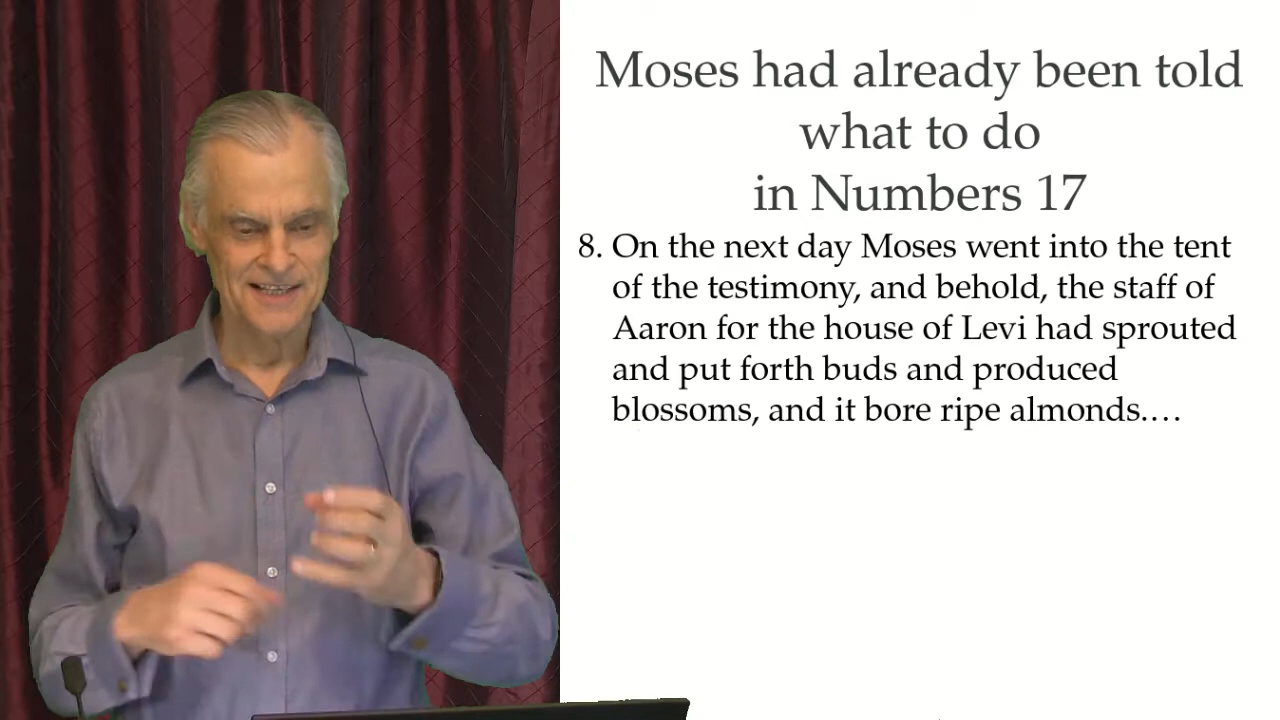 Moses had already been told
what to do
in Numbers 17
8. On the next day Moses went into the tent
of the testimony, and behold, the staff of
Aaron for the house of Levi had sprouted
and put forth buds and produced
blossoms, and it bore ripe almonds.…